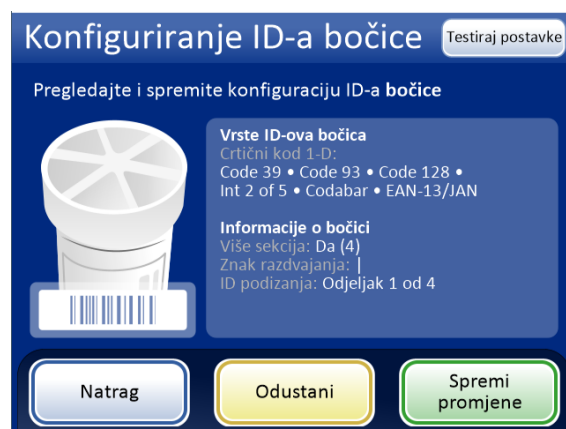 Konfiguriranje ID-a bočice
Testiraj postavke
Pregledajte i spremite konfiguraciju ID-a bočice
Vrste ID-ova bočica
Crtični kod 1-D:
Code 39 • Code 93 • Code 128 •
Int 2 of 5 • Codabar • EAN-13/JAN
Informacije o bočici
Više sekcija: Da (4)
Znak razdvajanja: |
ID podizanja: Odjeljak 1 od 4
Natrag
Odustani
Spremi
promjene